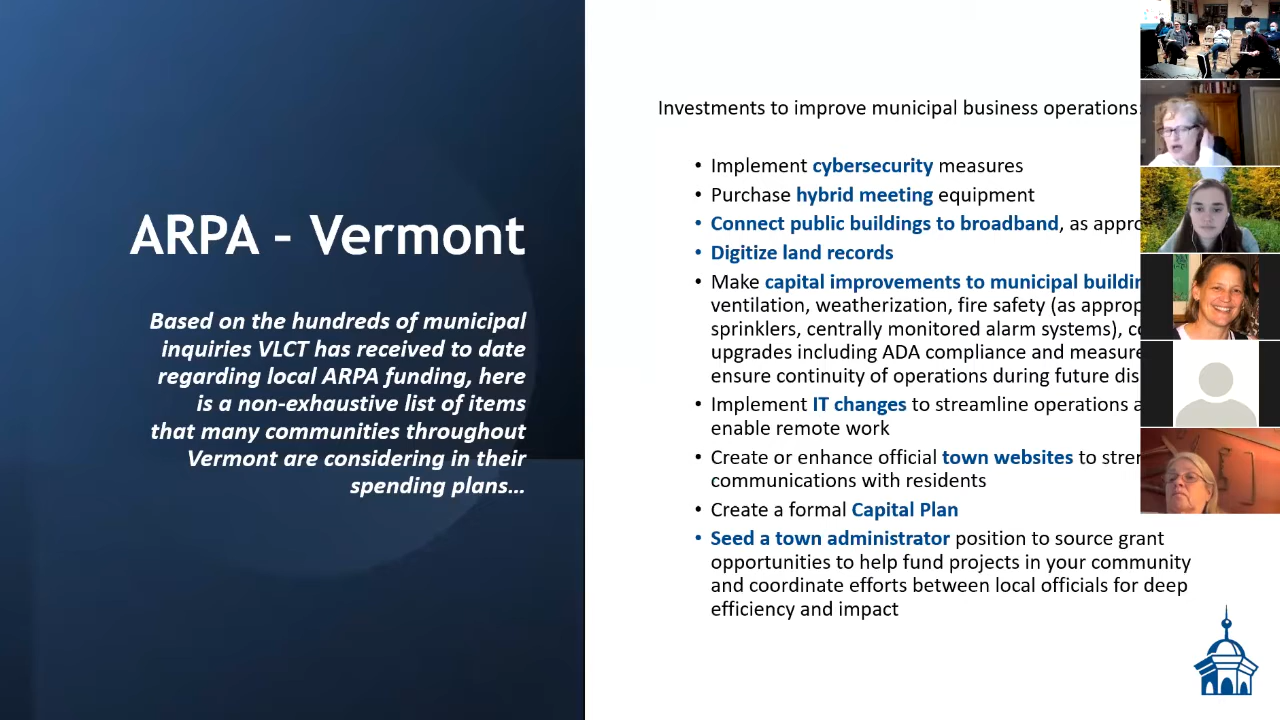 ARPA – Vermont
Based on the hundreds of municipal
inquiries VLCT has received to date
regarding local ARPA funding, here
is a non-exhaustive list of items
that many communities throughout
Vermont are considering in their
spending plans…
Investments to improve municipal business operations:
• Implement cybersecurity measures
• Purchase hybrid meeting equipment
• Connect public buildings to broadband, as
• Digitize land records
• Make capital improvements to municipal
ventilation, weatherization, fire safety (as
sprinklers, centrally monitored alarm systems),
upgrades including ADA compliance and
ensure continuity of operations during future
• Implement IT changes to streamline operations
enable remote work
• Create or enhance official town websites to
communications with residents
• Create a formal Capital Plan
• Seed a town administrator position to source grant
opportunities to help fund projects in your community
and coordinate efforts between local officials for deep
efficiency and impact